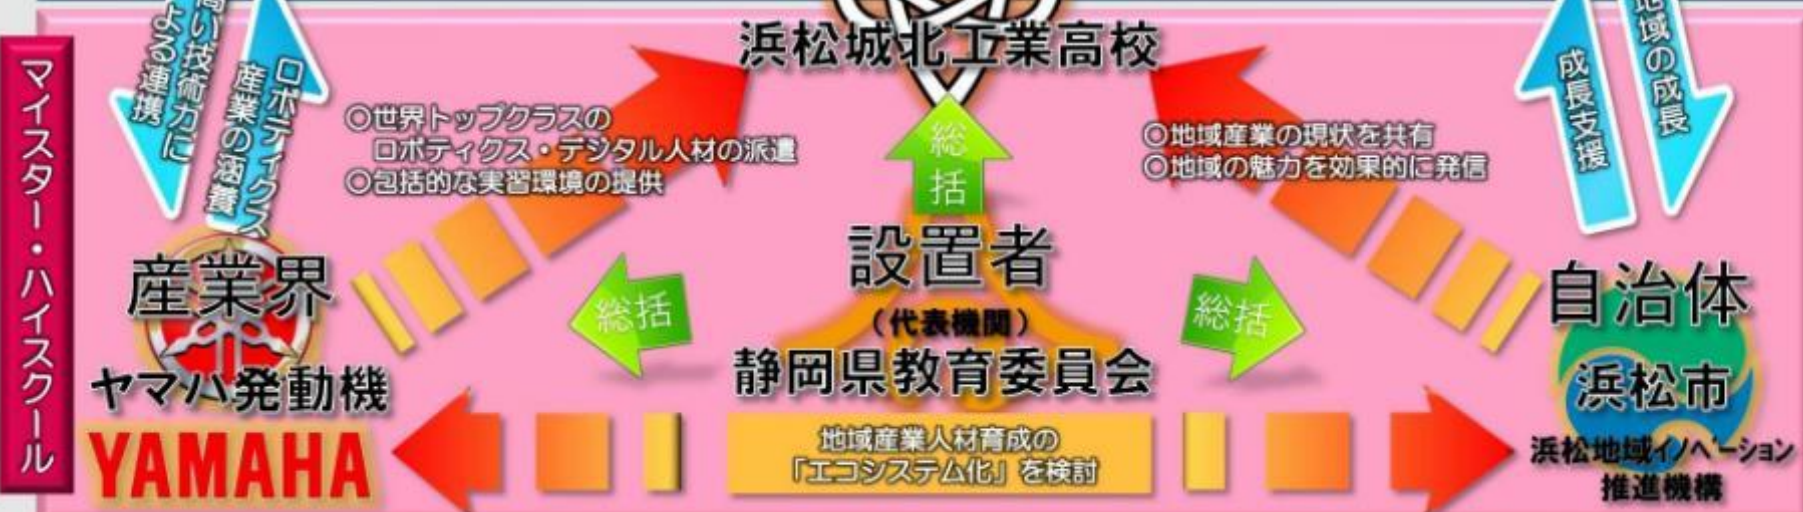 マイスター・ハイスクール
高い技術力に
よる連携
ロボティクス
産業の涵養
浜松城北工業高校
地域の成長
成長支援
○世界トップクラスの
ロボティクス・デジタル人材の派遣
○包括的な実習環境の提供
総括
○地域産業の現状を共有
○地域の魅力を効果的に発信
産業界
ヤマハ発動機
YAMAHA
総括
設置者
（代表機関）
静岡県教育委員会
総括
自治体
浜松市
浜松地域イノベーション
推進機構
地域産業人材育成の
「エコシステム化」を検討